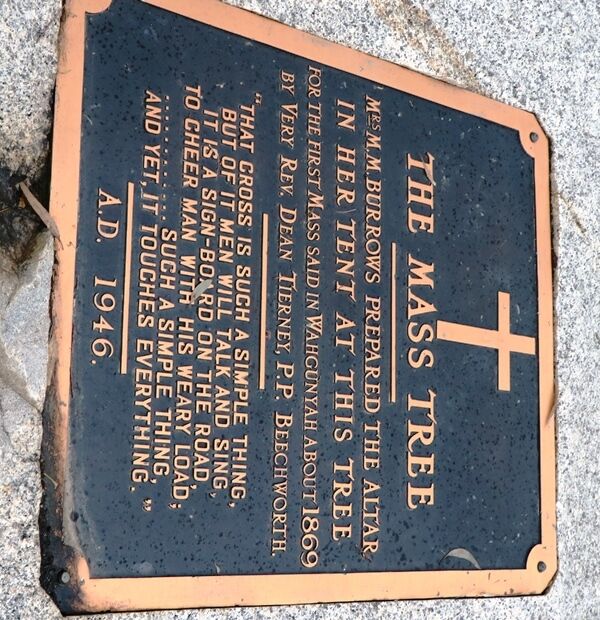 THE MASS TREE
MRS M.M. BURROWS PREPARED THE ALTAR
IN HER TENT AT THIS TREE
FOR THE FIRST MASS SAID IN WAHGUNYAH ABOUT 1869
BY VERY REV. DEAN TIERNEY, P.P. BEECHWORTH
"THAT CROSS IS SUCH A SIMPLE THING,
BUT OF IT MEN WILL TALK AND SING,
IT IS A SIGN-BOARD ON THE ROAD,
TO CHEER MAN WITH HIS WEARY LOAD;
......... SUCH A SIMPLE THING,
AND YET, IT TOUCHES EVERYTHING."
A.D. 1946.